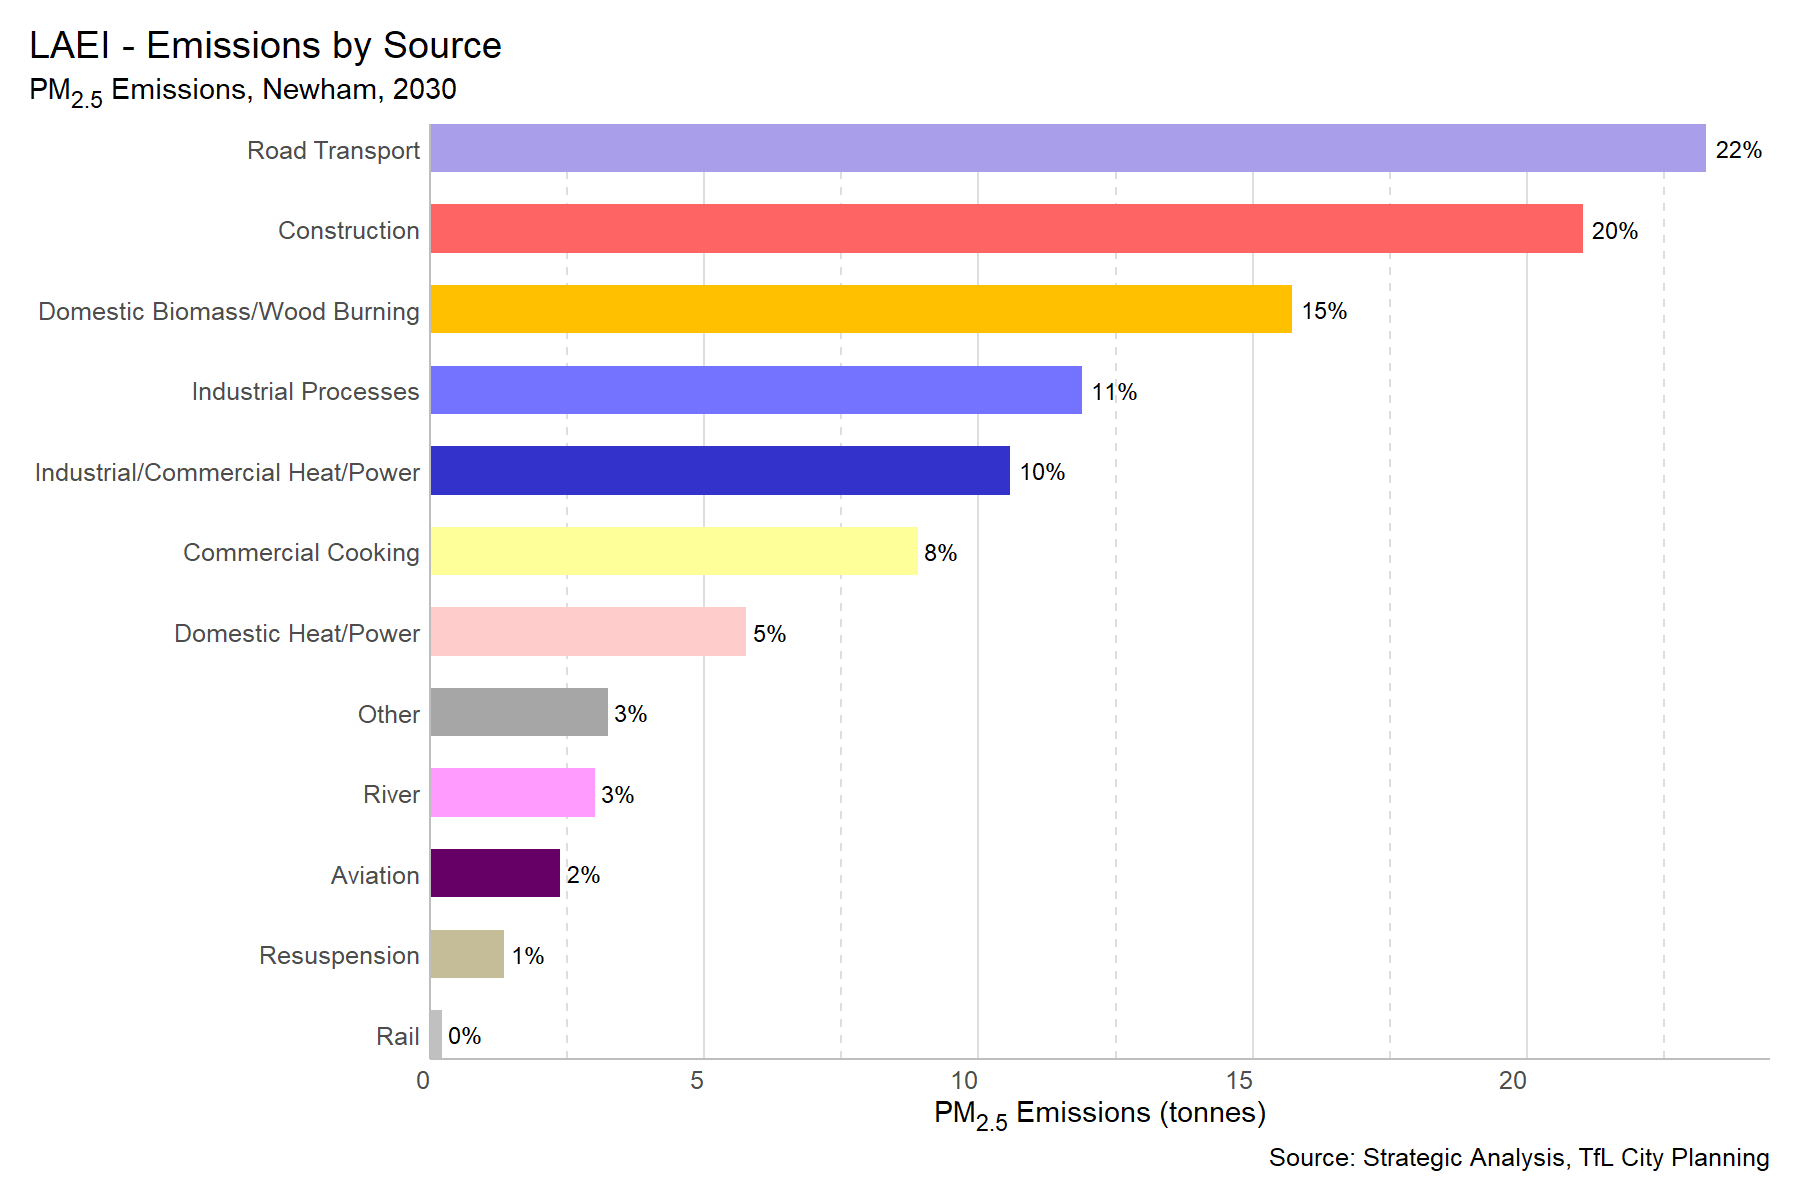 LAEI - Emissions by Source
PM2.5 Emissions, Newham, 2030
Road Transport 22%
Construction 20%
Domestic Biomass/Wood Burning 15%
Industrial Processes 11%
Industrial/Commercial Heat/Power 10%
Commercial Cooking 8%
Domestic Heat/Power 5%
Other 3%
River 3%
Aviation 2%
Resuspension 1%
Rail 0%
0 5 10 15 20
PM2.5 Emissions (tonnes)
Source: Strategic Analysis, TfL City Planning